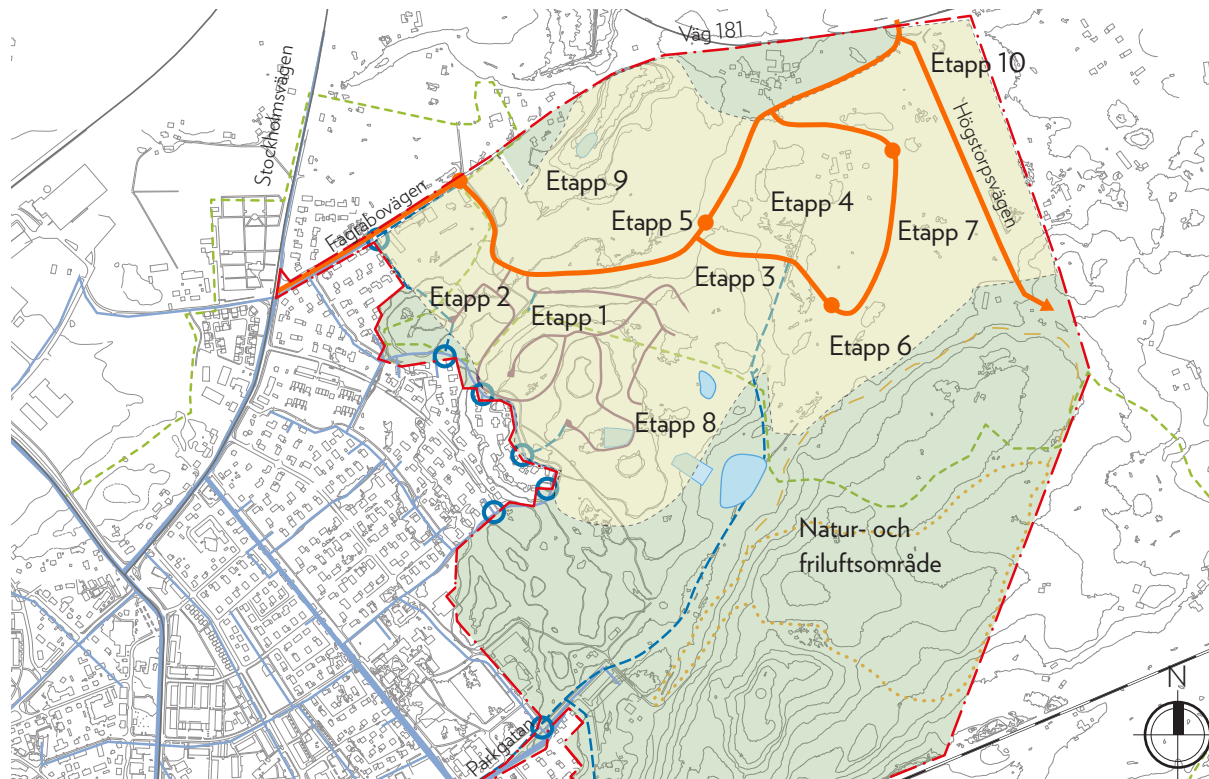 Väg 181
Etapp 10
Stockholmsvägen
Högstorpsvägen
Etapp 9
Fågrabovägen
Etapp 5
Etapp 4
Etapp 7
Etapp 3
Etapp 2
Etapp 1
Etapp 6
Etapp 8
Natur- och
friluftsområde
N
Parkgatan